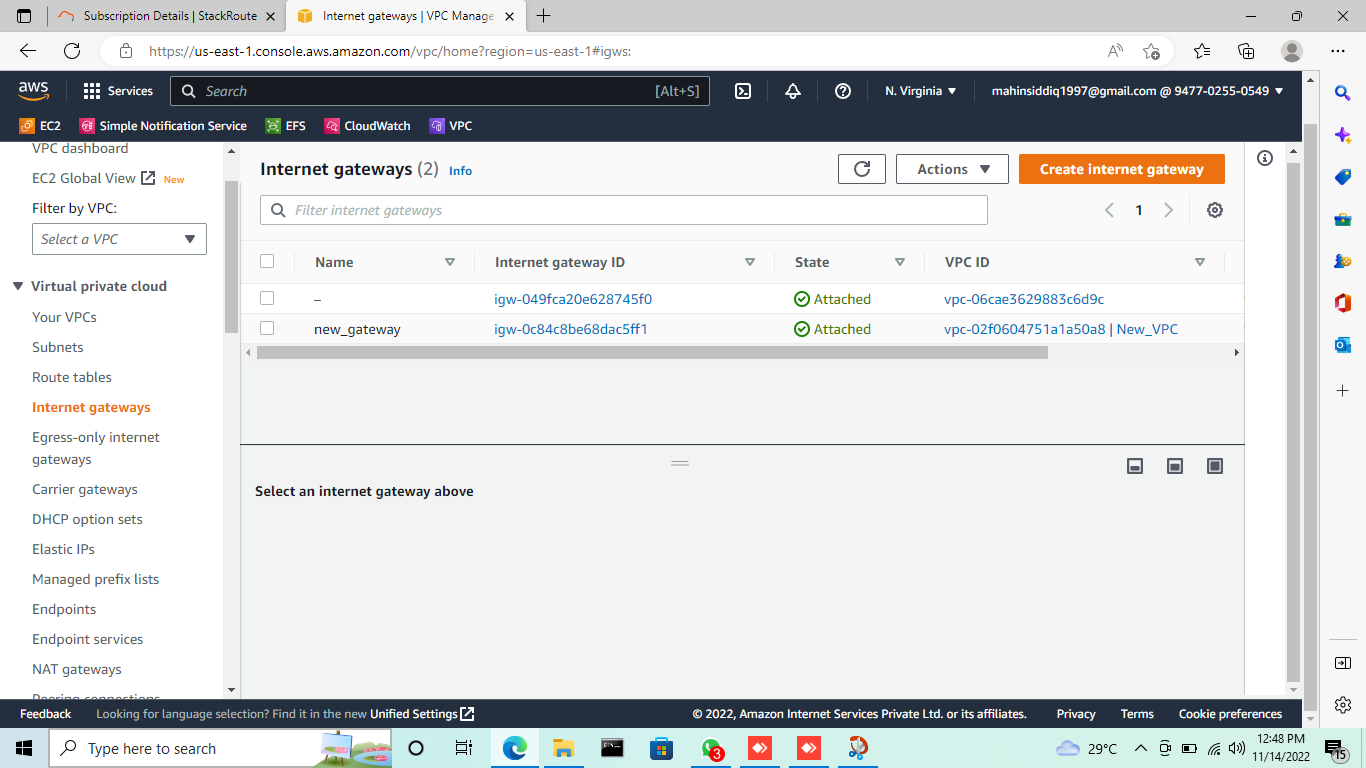 Subscription Details | StackRoute
Internet gateways | VPC Manage
https://us-east-1.console.aws.amazon.com/vpc/home?region=us-east-1#igws:
aws
Services
Search
[Alt+S]
N. Virginia
mahinsiddiq1997@gmail.com @ 9477-0255-0549
EC2
Simple Notification Service
EFS
CloudWatch
VPC
VPC dashboard
EC2 Global View
New
Filter by VPC:
Select a VPC
Virtual private cloud
Your VPCs
Subnets
Route tables
Internet gateways
Egress-only internet
gateways
Carrier gateways
DHCP option sets
Elastic IPs
Managed prefix lists
Endpoints
Endpoint services
NAT gateways
Peering connections
Internet gateways (2) Info
Actions
Create internet gateway
Filter internet gateways
1
Name Internet gateway ID State VPC ID
– igw-049fca20e628745f0 Attached vpc-06cae3629883c6d9c
new_gateway igw-0c84c8be68dac5ff1 Attached vpc-02f0604751a1a50a8 | New_VPC
Select an internet gateway above
Feedback
Looking for language selection? Find it in the new Unified Settings
© 2022, Amazon Internet Services Private Ltd. or its affiliates.
Privacy
Terms
Cookie preferences
Type here to search
3
29°C
12:48 PM
11/14/2022
15